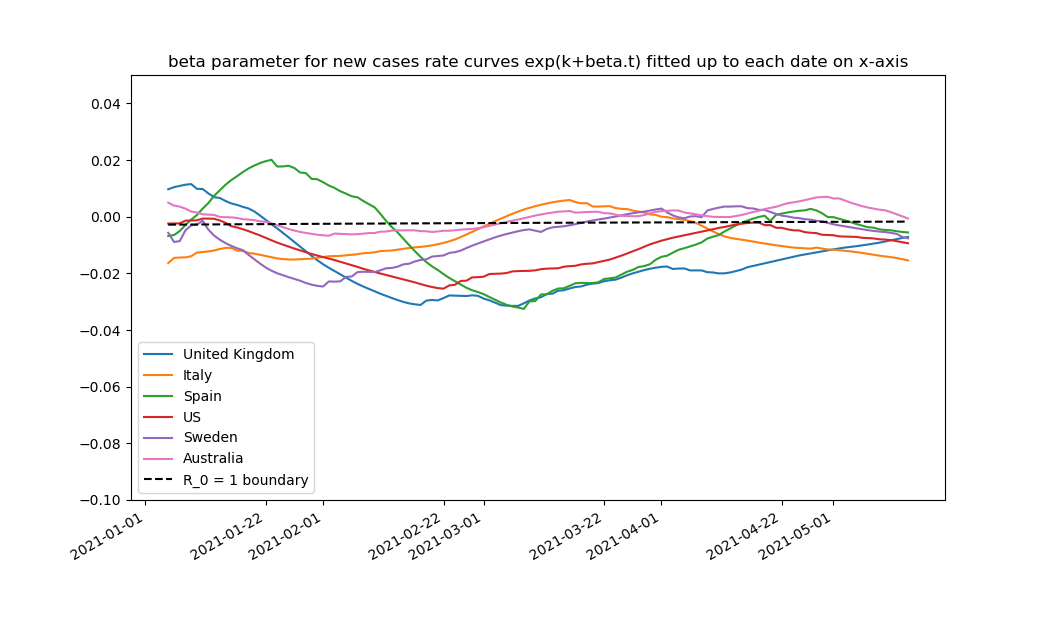 beta parameter for new cases rate curves exp(k+beta.t) fitted up to each date on x-axis
0.04
0.02
0.00
−0.02
−0.04
−0.06
−0.08
−0.10
United Kingdom
Italy
Spain
US
Sweden
Australia
R_0 = 1 boundary
2021-01-01
2021-01-22
2021-02-01
2021-02-22
2021-03-01
2021-03-22
2021-04-01
2021-04-22
2021-05-01